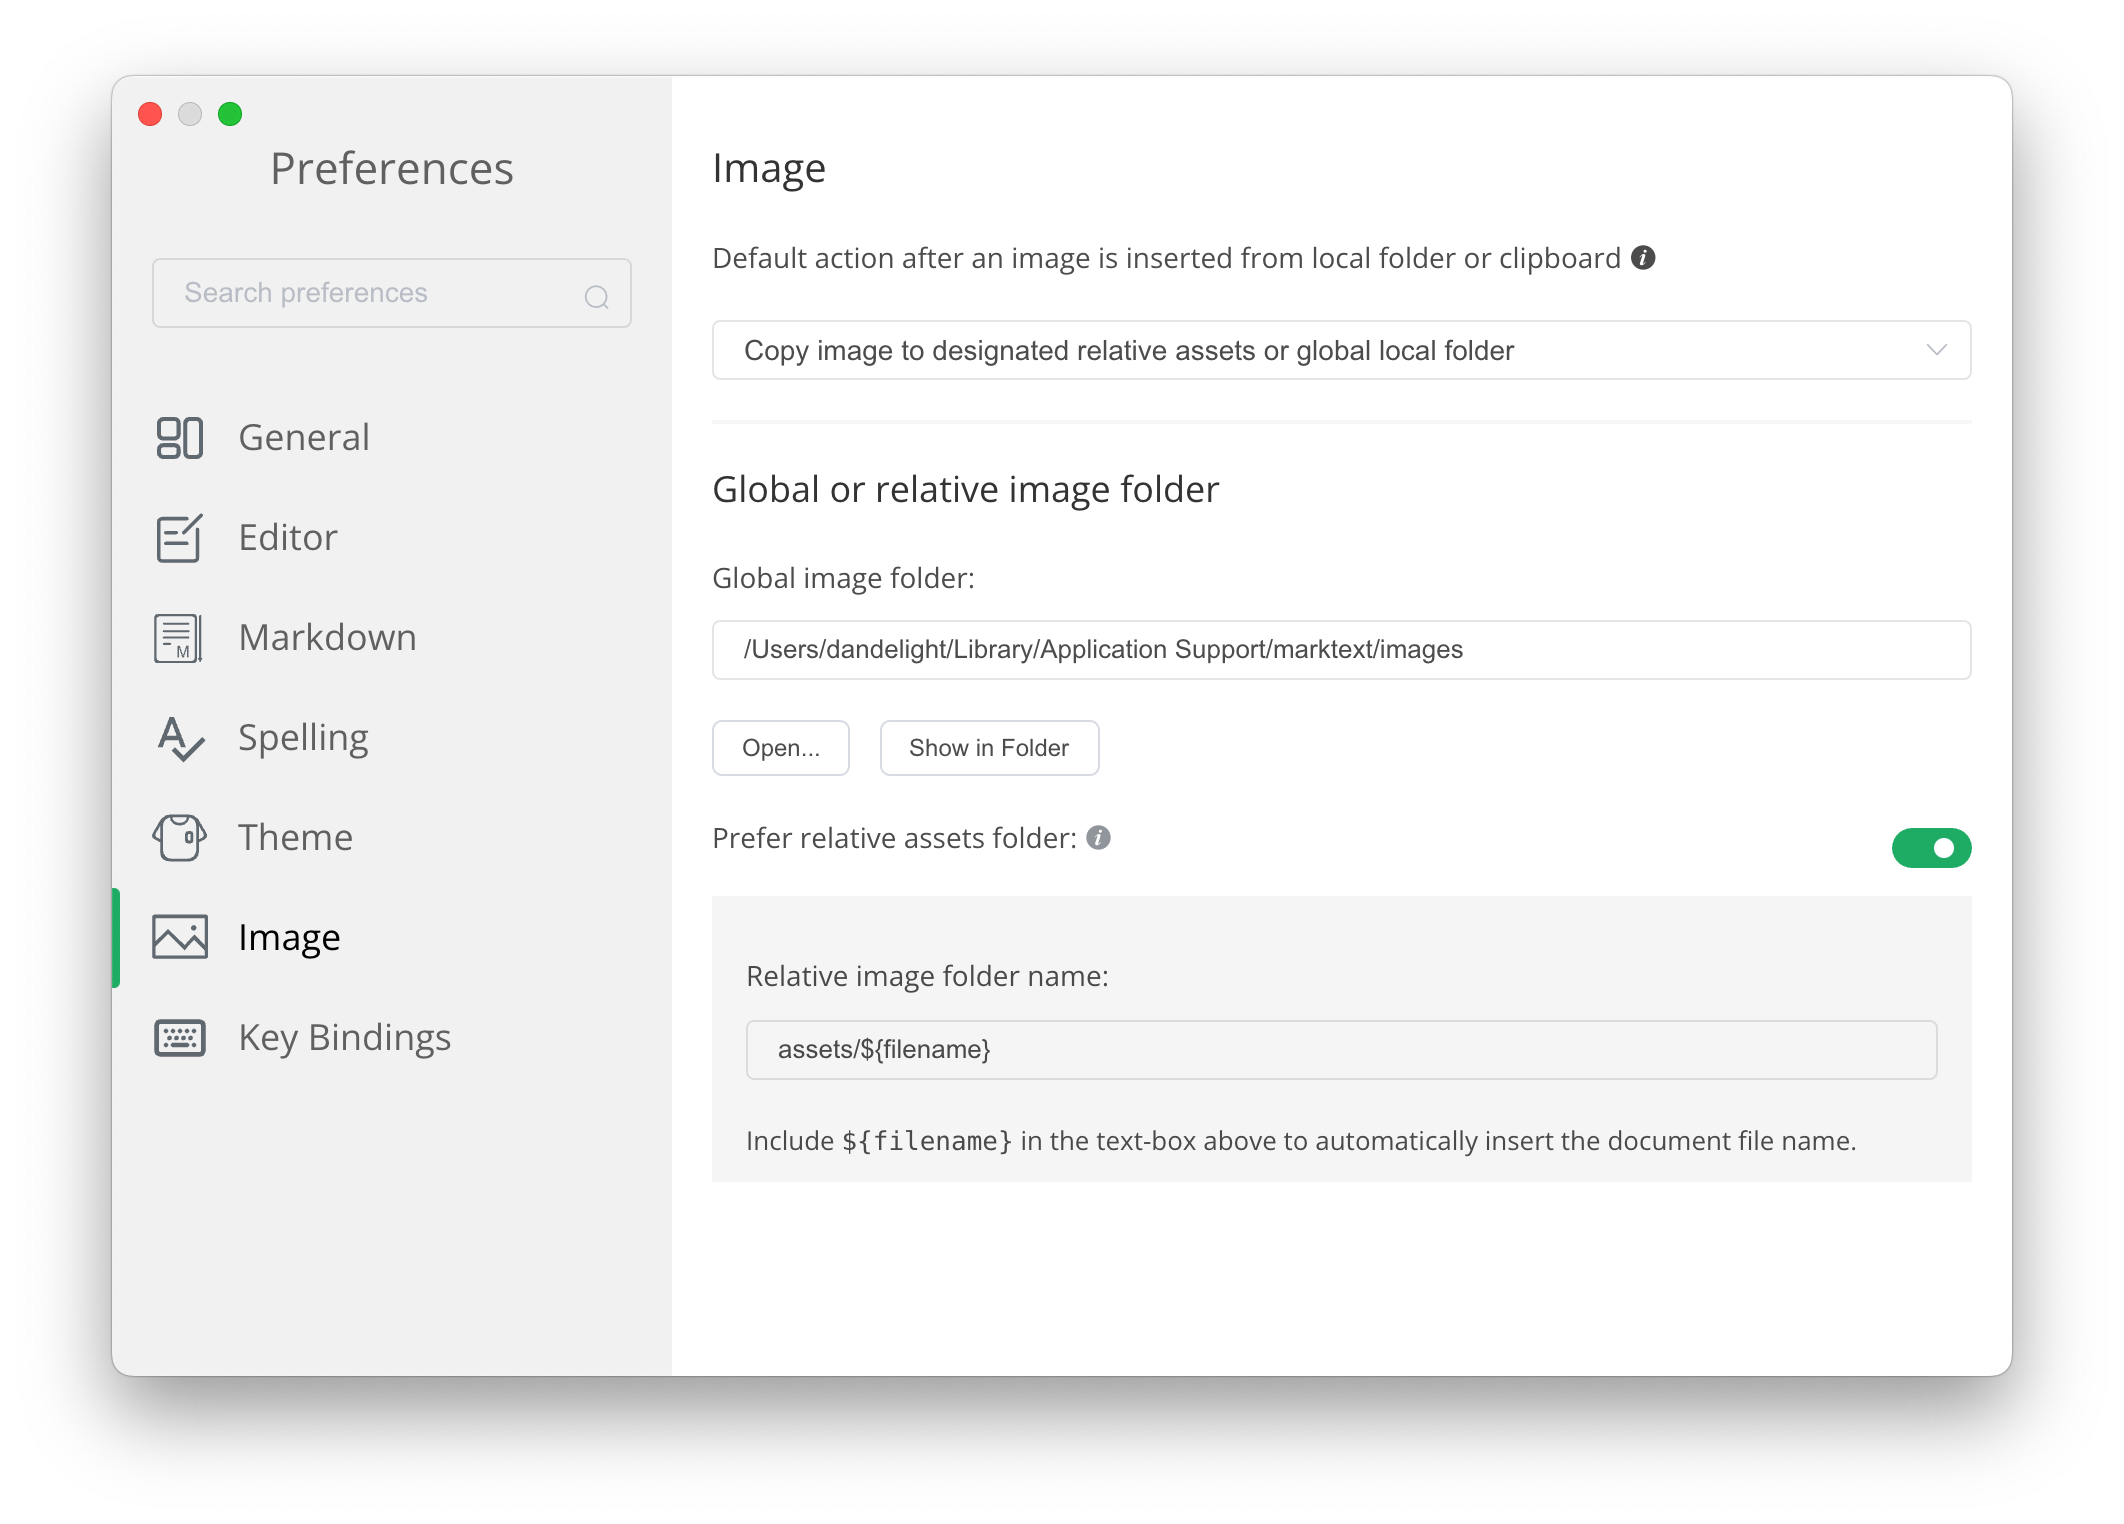 Preferences
Search preferences
General
Editor
M
Markdown
Spelling
Theme
Image
Key Bindings
Image
Default action after an image is inserted from local folder or clipboard
Copy image to designated relative assets or global local folder
Global or relative image folder
Global image folder:
/Users/dandelight/Library/Application Support/marktext/images
Open...
Show in Folder
Prefer relative assets folder:
Relative image folder name:
assets/${filename}
Include ${filename} in the text-box above to automatically insert the document file name.